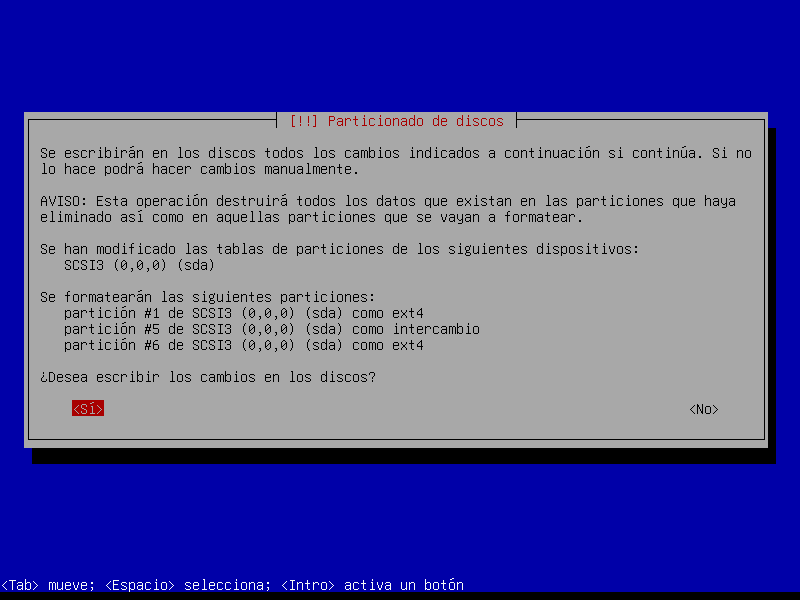 [!!] Particionado de discos
Se escribirán en los discos todos los cambios indicados a continuación si continúa. Si no
lo hace podrá hacer cambios manualmente.
AVISO: Esta operación destruirá todos los datos que existan en las particiones que haya
eliminado así como en aquellas particiones que se vayan a formatear.
Se han modificado las tablas de particiones de los siguientes dispositivos:
SCSI3 (0,0,0) (sda)
Se formatearán las siguientes particiones:
partición #1 de SCSI3 (0,0,0) (sda) como ext4
partición #5 de SCSI3 (0,0,0) (sda) como intercambio
partición #6 de SCSI3 (0,0,0) (sda) como ext4
¿Desea escribir los cambios en los discos?
<Sí> <No>
<Tab> mueve; <Espacio> selecciona; <Intro> activa un botón